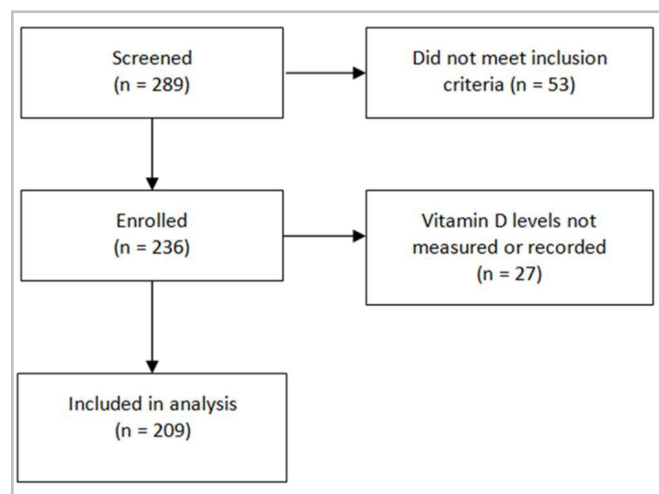 Screened
(n = 289)
Did not meet inclusion
criteria (n = 53)
Enrolled
(n = 236)
Vitamin D levels not
measured or recorded
(n = 27)
Included in analysis
(n = 209)